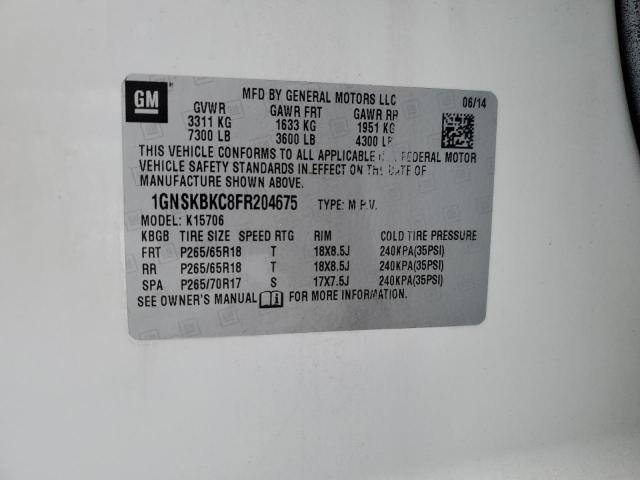 GM
MFD BY GENERAL MOTORS LLC 06/14
GVWR GAWR FRT GAWR RR
3311 KG 1633 KG 1951 KG
7300 LB 3600 LB 4300 LB
THIS VEHICLE CONFORMS TO ALL APPLICABLE FEDERAL MOTOR
VEHICLE SAFETY STANDARDS IN EFFECT ON THE DATE OF
MANUFACTURE SHOWN ABOVE.
1GNSKBKC8FR204675 TYPE: M.P.V.
MODEL: K15706
KBGB TIRE SIZE SPEED RTG RIM COLD TIRE PRESSURE
FRT P265/65R18 T 18X8.5J 240KPA(35PSI)
RR P265/65R18 T 18X8.5J 240KPA(35PSI)
SPA P265/70R17 S 17X7.5J 240KPA(35PSI)
SEE OWNER'S MANUAL FOR MORE INFORMATION.